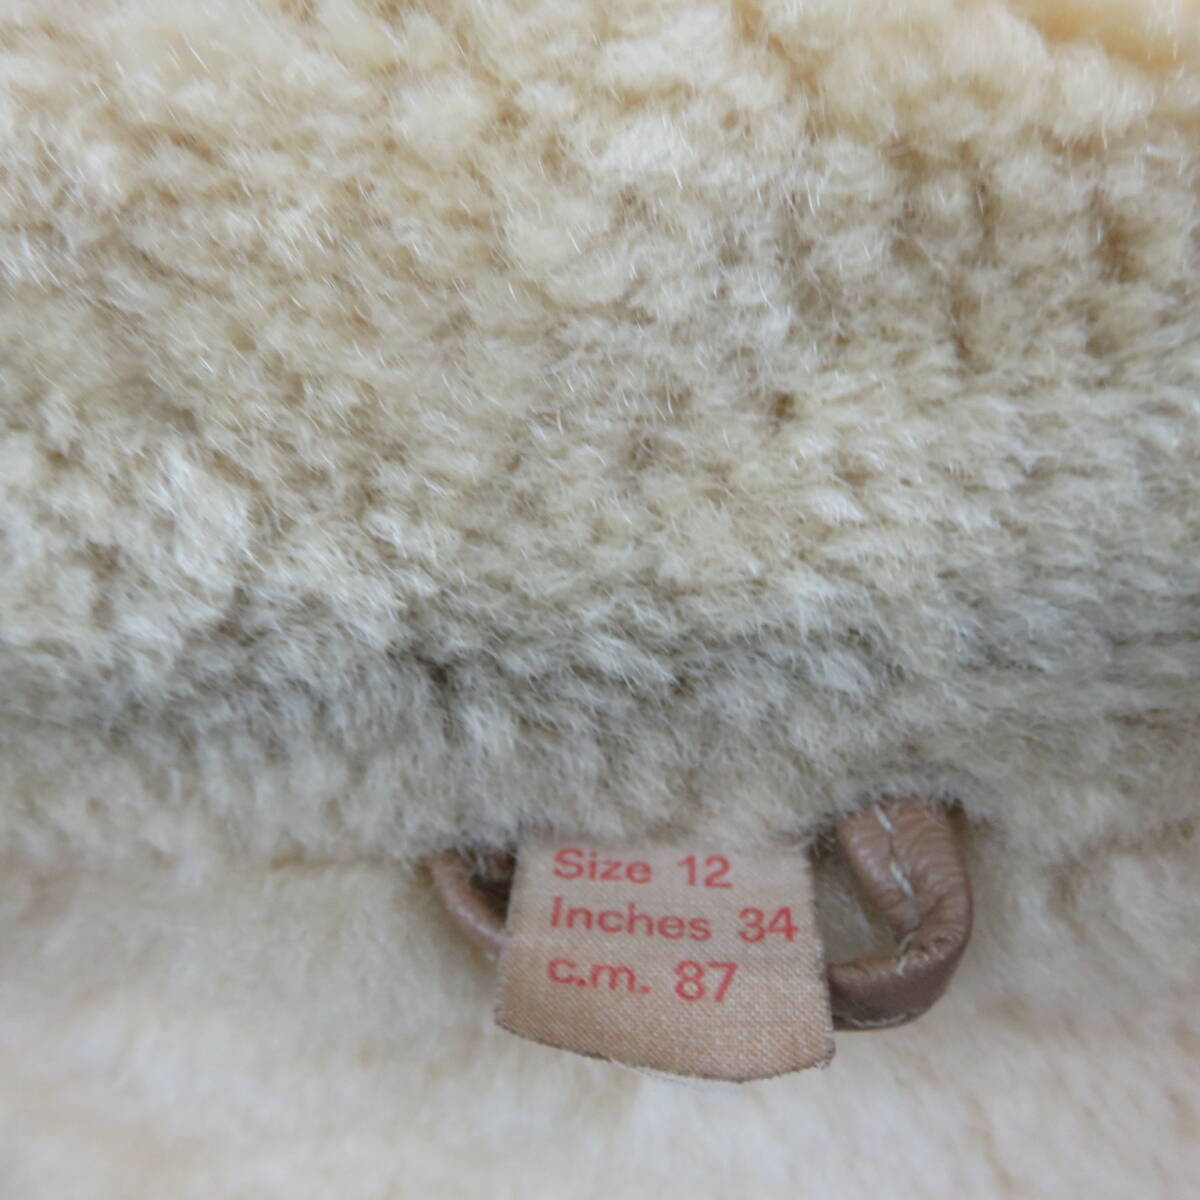 Size 12
Inches 34
c.m. 87